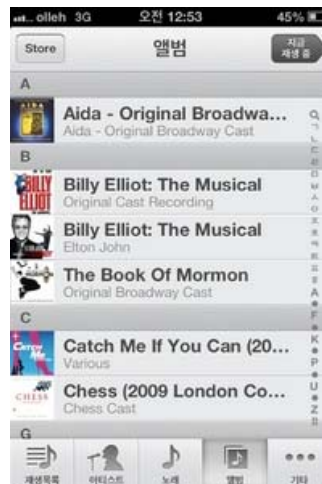 olleh 3G 오전 12:53 45%
Store 앨범 지금 재생 중
A
Aida - Original Broadwa...
Aida - Original Broadway Cast
B
BILLY ELLIOT
Billy Elliot: The Musical
Original Cast Recording
Billy Elliot: The Musical
Elton John
The Book Of Mormon
Original Broadway Cast
C
Catch Me If You Can (20...
Various
CHESS
Chess (2009 London Co...
Chess Cast
G
재생목록 아티스트 노래 앨범 기타